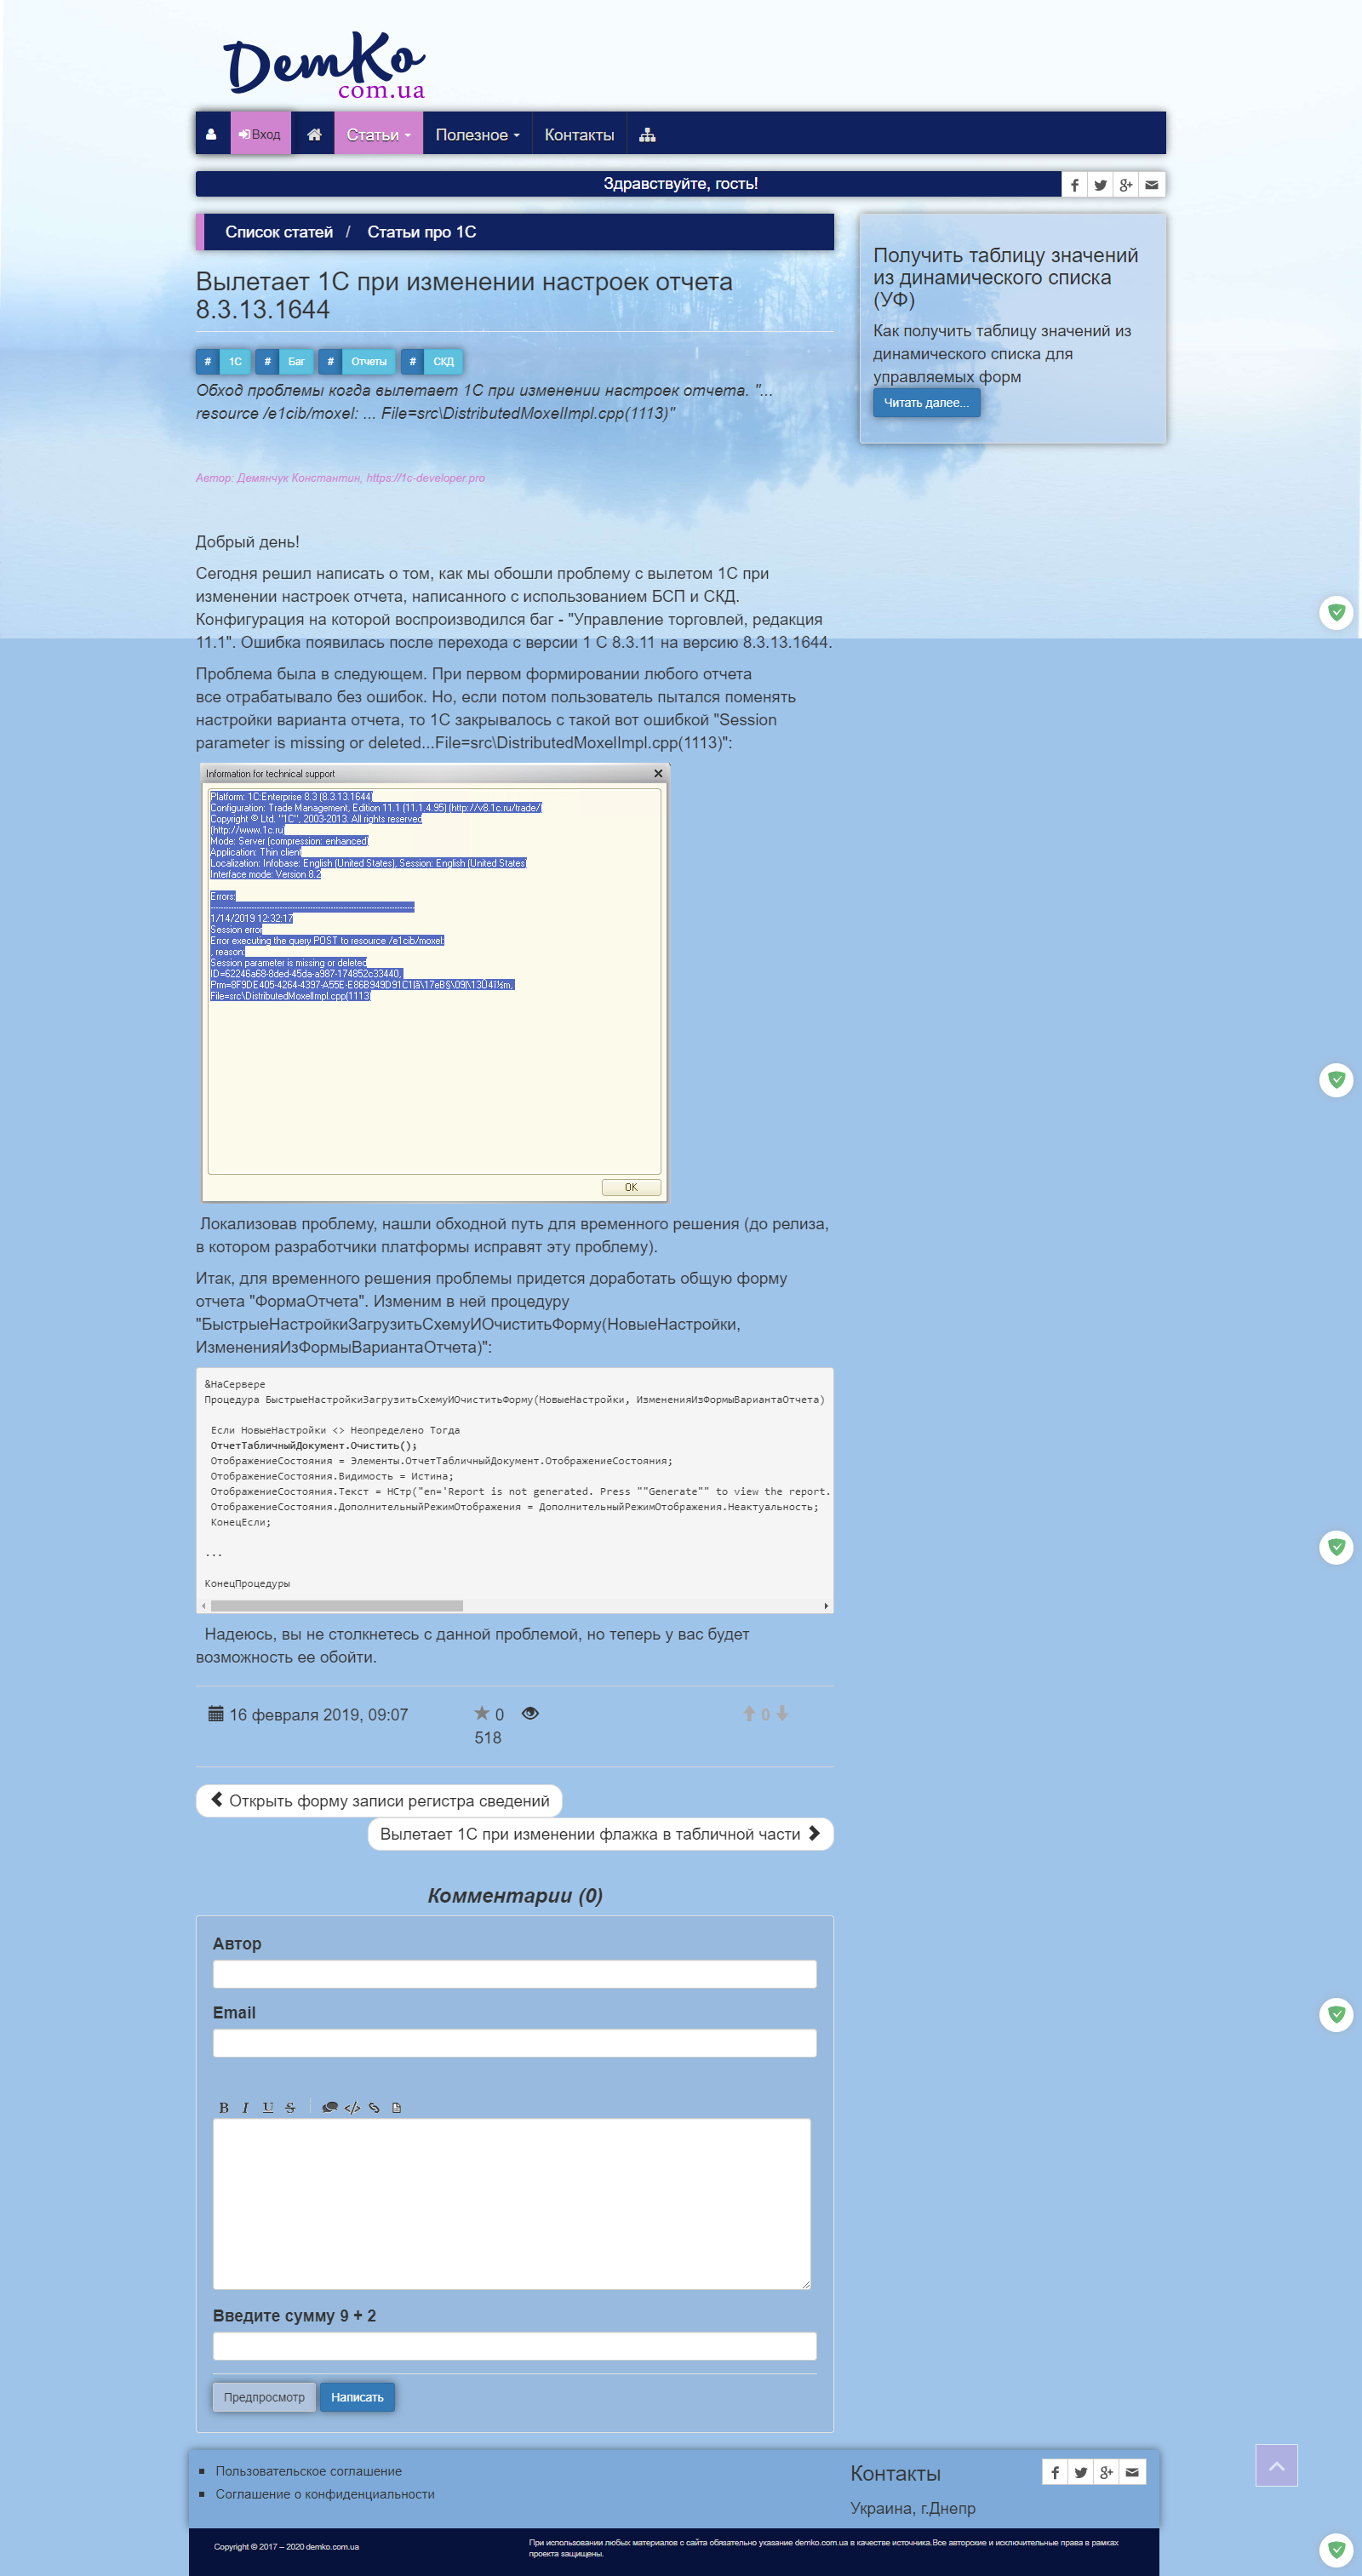 DemKo
com.ua
Вход
Статьи
Полезное
Контакты
Здравствуйте, гость!
Список статей / Статьи про 1С
Вылетает 1С при изменении настроек отчета
8.3.13.1644
# 1С # Баг # Отчеты # СКД
Обход проблемы когда вылетает 1С при изменении настроек отчета. "...
resource /e1cib/moxel: ... File=src\DistributedMoxelImpl.cpp(1113)"
Автор: Демянчук Константин, https://1c-developer.pro
Добрый день!
Сегодня решил написать о том, как мы обошли проблему с вылетом 1С при
изменении настроек отчета, написанного с использованием БСП и СКД.
Конфигурация на которой воспроизводился баг - "Управление торговлей, редакция
11.1". Ошибка появилась после перехода с версии 1 С 8.3.11 на версию 8.3.13.1644.
Проблема была в следующем. При первом формировании любого отчета
все отрабатывало без ошибок. Но, если потом пользователь пытался поменять
настройки варианта отчета, то 1С закрывалось с такой вот ошибкой "Session
parameter is missing or deleted...File=src\DistributedMoxelImpl.cpp(1113)":
Information for technical support
Platform: 1C:Enterprise 8.3 (8.3.13.1644)
Configuration: Trade Management, Edition 11.1 (11.1.4.95) (http://v8.1c.ru/trade/)
Copyright © Ltd. "1C", 2003-2013. All rights reserved
(http://www.1c.ru)
Mode: Server (compression: enhanced)
Application: Thin client
Localization: Infobase: English (United States), Session: English (United States)
Interface mode: Version 8.2
Errors:
--------------------------------------------------------------------------------
1/14/2019 12:32:17
Session error
Error executing the query POST to resource /e1cib/moxel:
, reason:
Session parameter is missing or deleted
ID=62246a68-8ded-45da-a987-174852c33440,
File=src\DistributedMoxelImpl.cpp(1113)
OK
Локализовав проблему, нашли обходной путь для временного решения (до релиза,
в котором разработчики платформы исправят эту проблему).
Итак, для временного решения проблемы придется доработать общую форму
отчета "ФормаОтчета". Изменим в ней процедуру
"БыстрыеНастройкиЗагрузитьСхемуИОчиститьФорму(НовыеНастройки,
ИзмененияИзФормыВариантаОтчета)":
&НаСервере
Процедура БыстрыеНастройкиЗагрузитьСхемуИОчиститьФорму(НовыеНастройки, ИзмененияИзФормыВариантаОтчета)
Если НовыеНастройки <> Неопределено Тогда
ОтчетТабличныйДокумент.Очистить();
ОтображениеСостояния = Элементы.ОтчетТабличныйДокумент.ОтображениеСостояния;
ОтображениеСостояния.Видимость = Истина;
ОтображениеСостояния.Текст = НСтр("en='Report is not generated. Press ""Generate"" to view the report.
ОтображениеСостояния.ДополнительныйРежимОтображения = ДополнительныйРежимОтображения.Неактуальность;
КонецЕсли;
...
КонецПроцедуры
Надеюсь, вы не столкнетесь с данной проблемой, но теперь у вас будет
возможность ее обойти.
16 февраля 2019, 09:07 0 0
518
Открыть форму записи регистра сведений
Вылетает 1С при изменении флажка в табличной части
Комментарии (0)
Автор
Email
B I U S </>
Введите сумму 9 + 2
Предпросмотр Написать
Получить таблицу значений
из динамического списка
(УФ)
Как получить таблицу значений из
динамического списка для
управляемых форм
Читать далее...
Пользовательское соглашение
Соглашение о конфиденциальности
Контакты
Украина, г.Днепр
Copyright © 2017 – 2020 demko.com.ua
При использовании любых материалов с сайта обязательно указание demko.com.ua в качестве источника.Все авторские и исключительные права в рамках
проекта защищены.